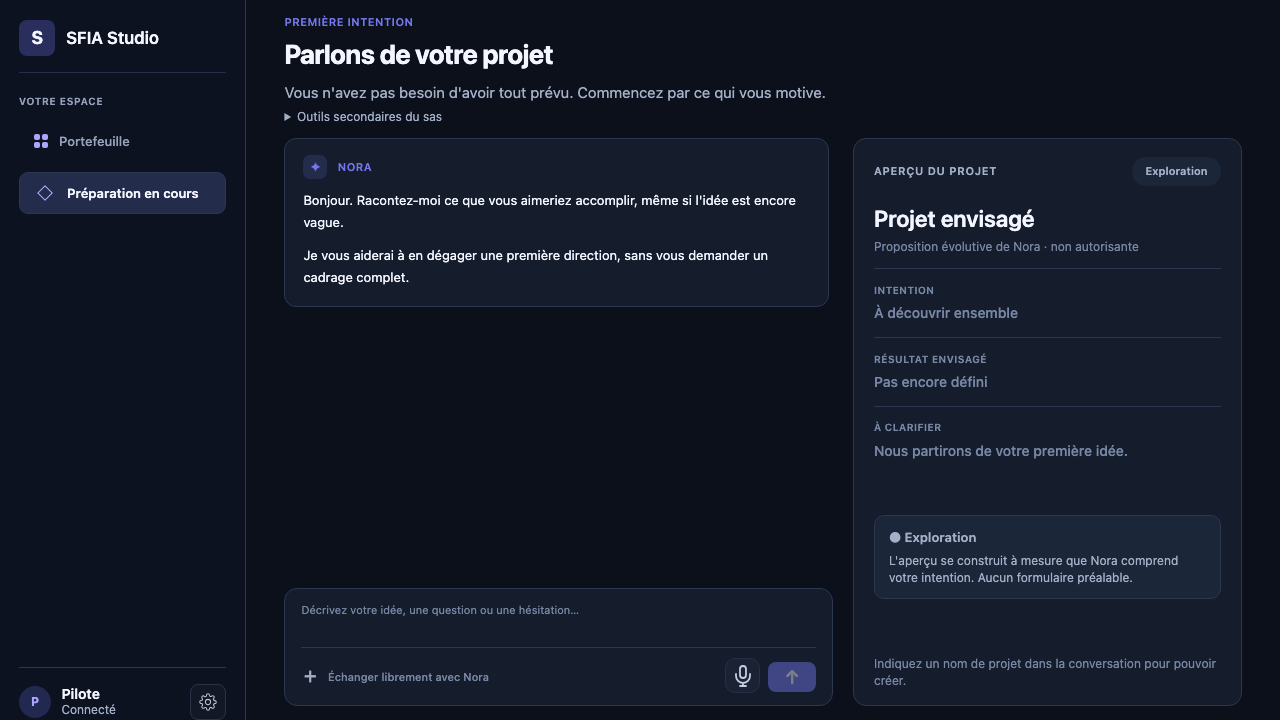 S
SFIA Studio
VOTRE ESPACE
Portefeuille
Préparation en cours
P
Pilote
Connecté
PREMIÈRE INTENTION
Parlons de votre projet
Vous n'avez pas besoin d'avoir tout prévu. Commencez par ce qui vous motive.
Outils secondaires du sas
NORA
Bonjour. Racontez-moi ce que vous aimeriez accomplir, même si l'idée est encore
vague.
Je vous aiderai à en dégager une première direction, sans vous demander un
cadrage complet.
Décrivez votre idée, une question ou une hésitation...
Échanger librement avec Nora
APERÇU DU PROJET
Exploration
Projet envisagé
Proposition évolutive de Nora · non autorisante
INTENTION
À découvrir ensemble
RÉSULTAT ENVISAGÉ
Pas encore défini
À CLARIFIER
Nous partirons de votre première idée.
Exploration
L'aperçu se construit à mesure que Nora comprend
votre intention. Aucun formulaire préalable.
Indiquez un nom de projet dans la conversation pour pouvoir
créer.